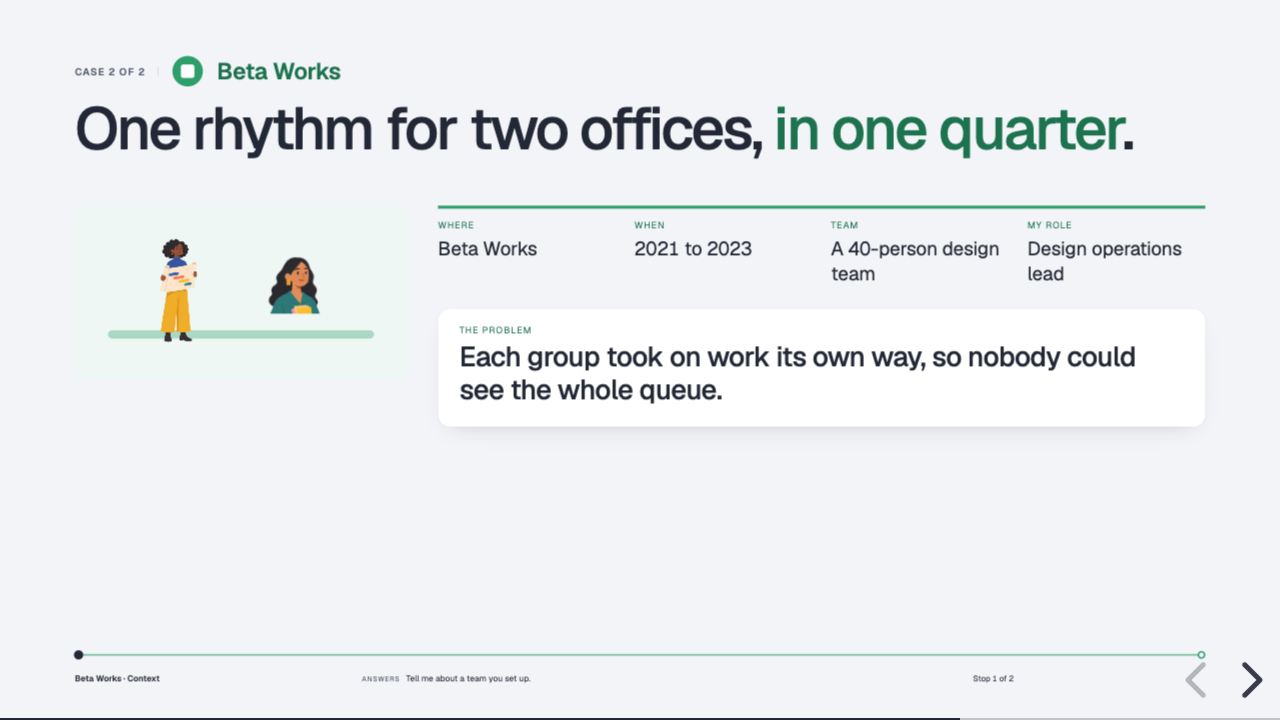 CASE 2 OF 2
Beta Works
One rhythm for two offices, in one quarter.
WHERE
Beta Works
WHEN
2021 to 2023
TEAM
A 40-person design
team
MY ROLE
Design operations
lead
THE PROBLEM
Each group took on work its own way, so nobody could
see the whole queue.
Beta Works · Context
ANSWERS Tell me about a team you set up.
Stop 1 of 2